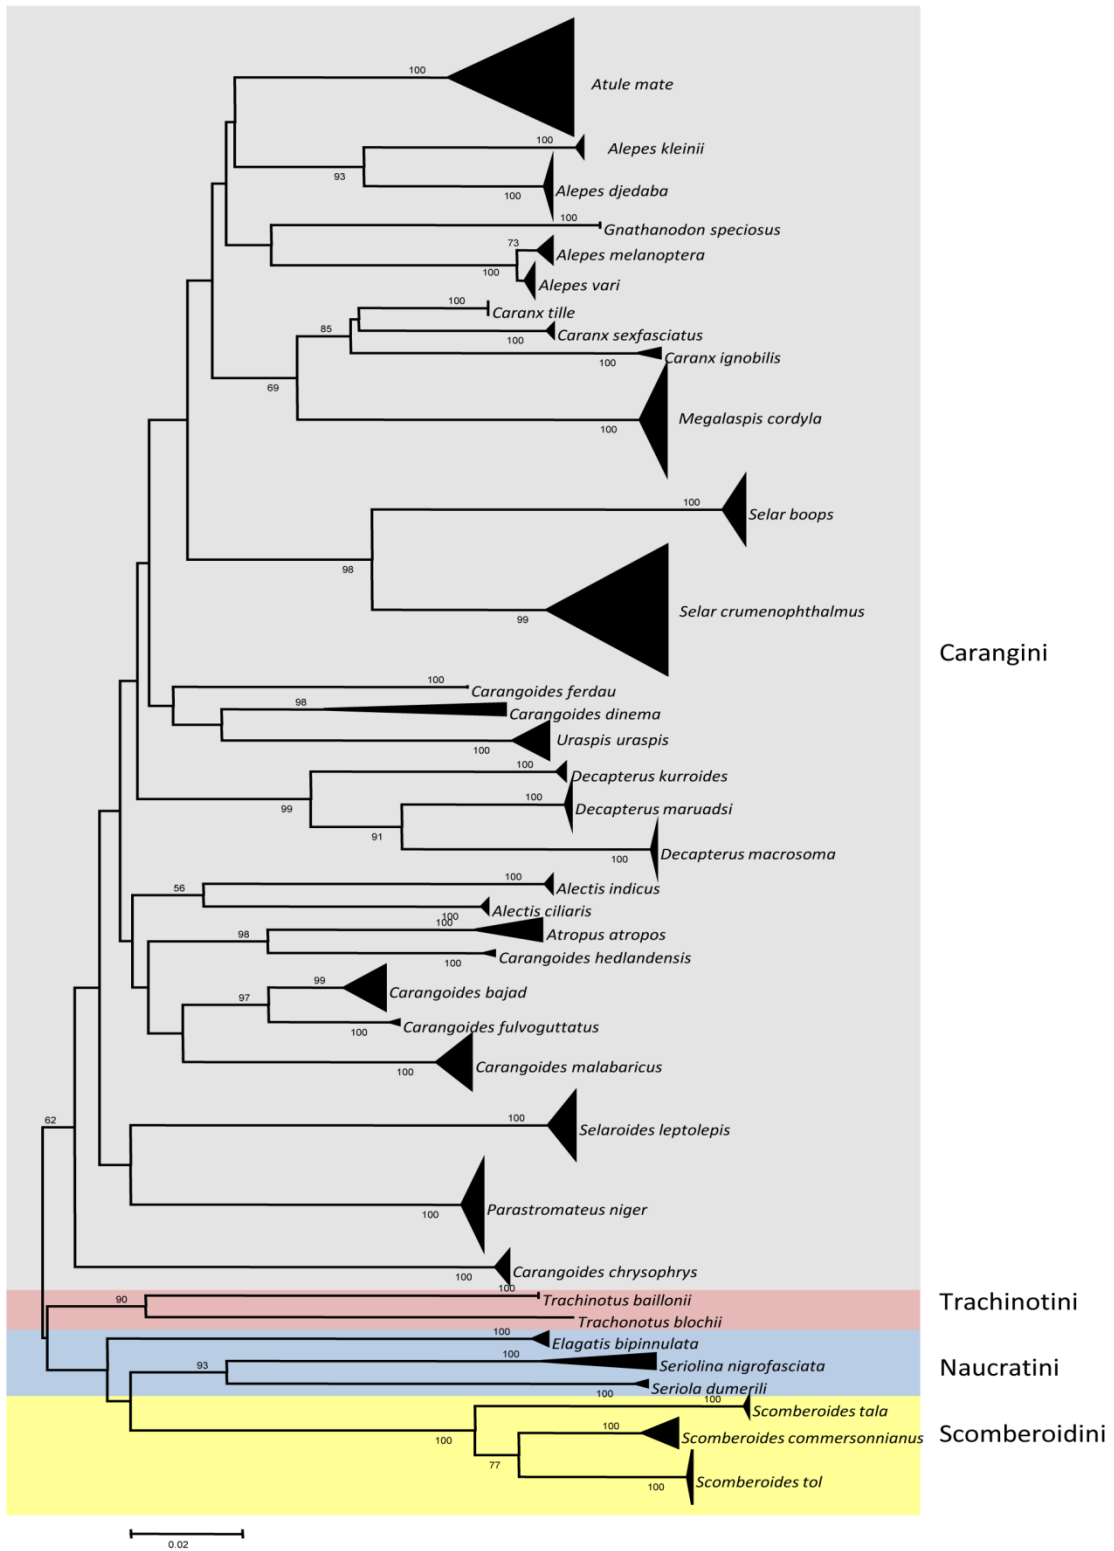 100
Atule mate
100
Alepes kleinii
93
100
Alepes djedaba
100
Gnathanodon speciosus
73
Alepes melanoptera
100
Alepes vari
100
Caranx tille
85
100
Caranx sexfasciatus
100
Caranx ignobilis
69
100
Megalaspis cordyla
100
Selar boops
98
99
Selar crumenophthalmus
Carangini
100
Carangoides ferdau
98
Carangoides dinema
100
Uraspis uraspis
100
Decapterus kurroides
99
100
Decapterus maruadsi
91
100
Decapterus macrosoma
56
100
Alectis indicus
100
Alectis ciliaris
100
Atropus atropos
98
100
Carangoides hedlandensis
99
Carangoides bajad
97
100
Carangoides fulvoguttatus
100
Carangoides malabaricus
62
100
Selaroides leptolepis
100
Parastromateus niger
100
Carangoides chrysophrys
100
90
Trachinotus baillonii
Trachinotini
Trachonotus blochii
100
Elagatis bipinnulata
100
93
Seriolina nigrofasciata
Naucratini
100
Seriola dumerili
100
Scomberoides tala
100
100
Scomberoides commersonnianus
Scomberoidini
77
100
Scomberoides tol
0.02